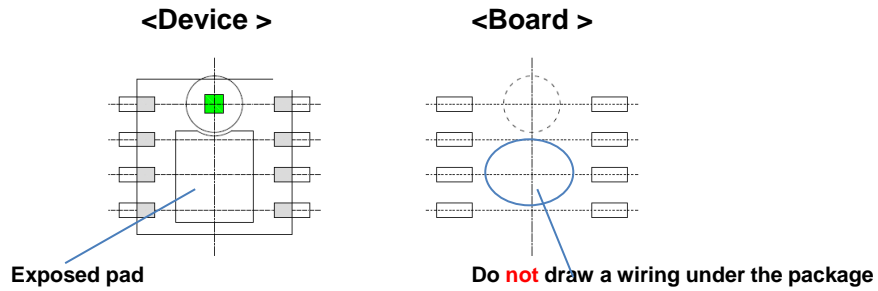 <Device >
<Board >
Exposed pad
Do not draw a wiring under the package